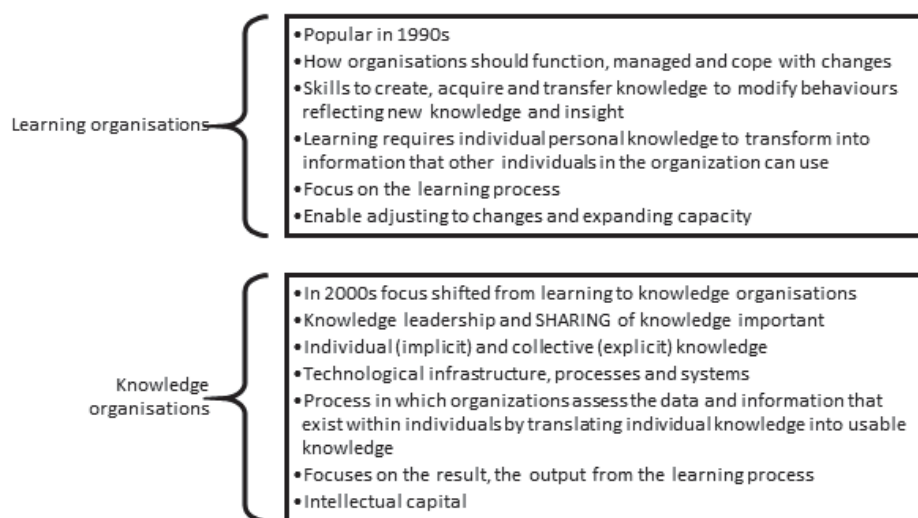 Learning organisations
•Popular in 1990s
•How organisations should function, managed and cope with changes
•Skills to create, acquire and transfer knowledge to modify behaviours
reflecting new knowledge and insight
•Learning requires individual personal knowledge to transform into
information that other individuals in the organization can use
•Focus on the learning process
•Enable adjusting to changes and expanding capacity
Knowledge
organisations
•In 2000s focus shifted from learning to knowledge organisations
•Knowledge leadership and SHARING of knowledge important
•Individual (implicit) and collective (explicit) knowledge
•Technological infrastructure, processes and systems
•Process in which organizations assess the data and information that
exist within individuals by translating individual knowledge into usable
knowledge
•Focuses on the result, the output from the learning process
•Intellectual capital